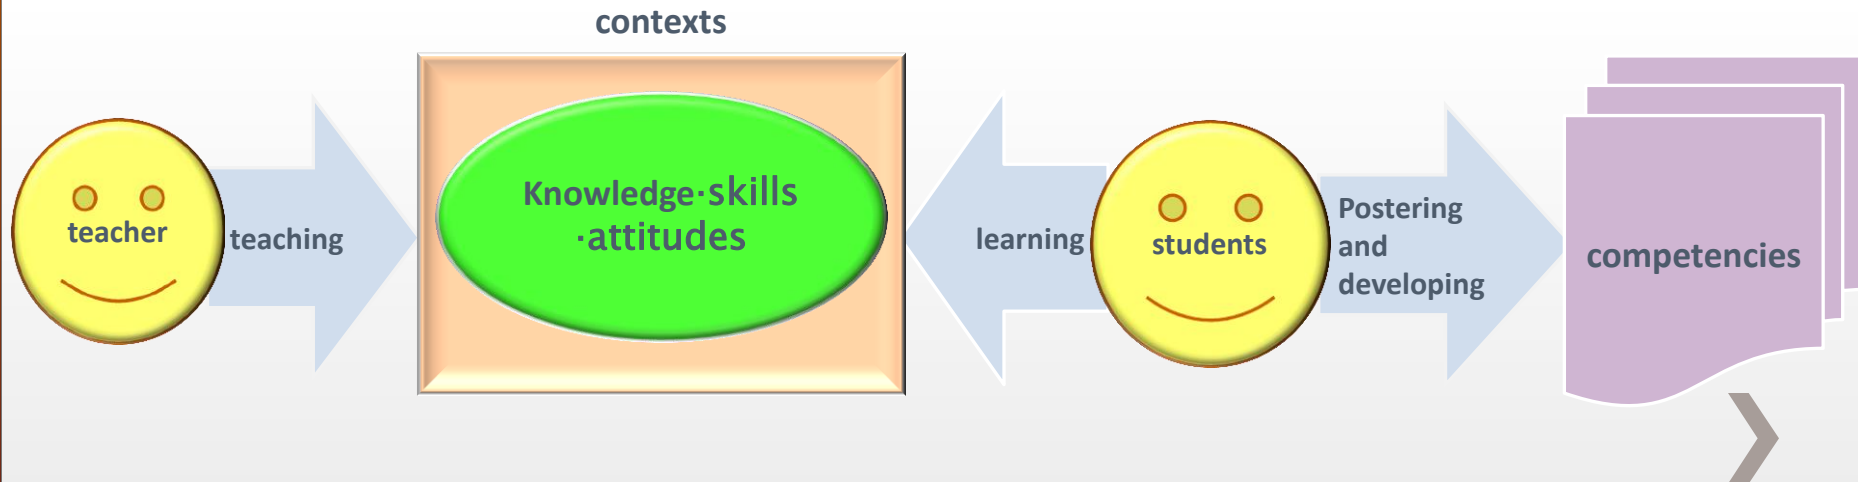 contexts
teacher
teaching
Knowledge·skills
·attitudes
learning
students
Postering
and
developing
competencies